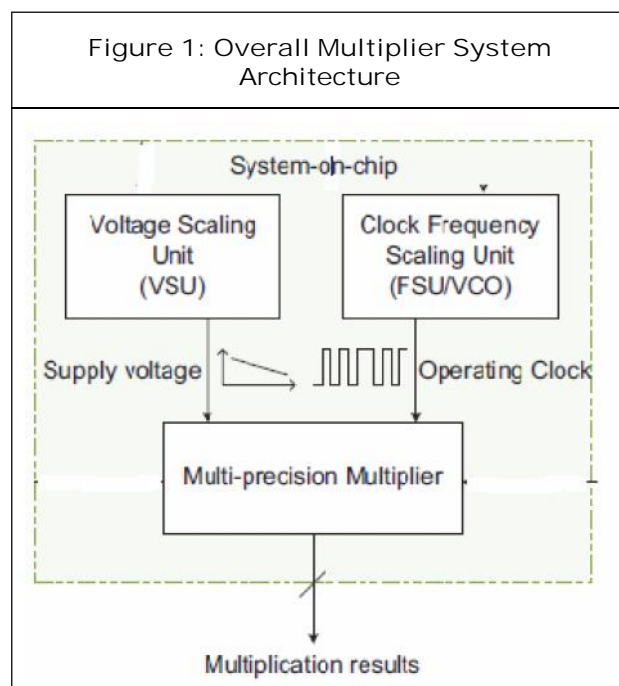 Figure 1: Overall Multiplier System
Architecture
System-on-chip
Voltage Scaling
Unit
(VSU)
Clock Frequency
Scaling Unit
(FSU/VCO)
Supply voltage
Operating Clock
Multi-precision Multiplier
Multiplication results